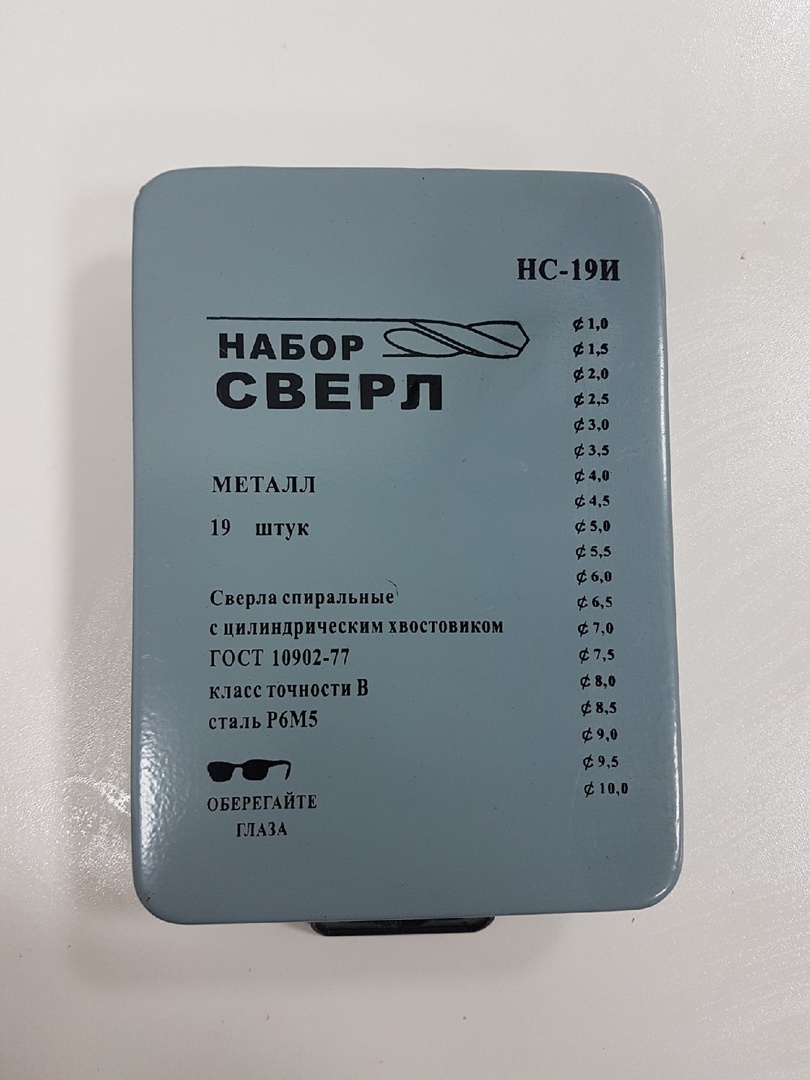 НС-19И
НАБОР
СВЕРЛ
МЕТАЛЛ
19 штук
Сверла спиральные
с цилиндрическим хвостовиком
ГОСТ 10902-77
класс точности В
сталь Р6М5
ОБЕРЕГАЙТЕ
ГЛАЗА
⌀ 1,0
⌀ 1,5
⌀ 2,0
⌀ 2,5
⌀ 3,0
⌀ 3,5
⌀ 4,0
⌀ 4,5
⌀ 5,0
⌀ 5,5
⌀ 6,0
⌀ 6,5
⌀ 7,0
⌀ 7,5
⌀ 8,0
⌀ 8,5
⌀ 9,0
⌀ 9,5
⌀ 10,0